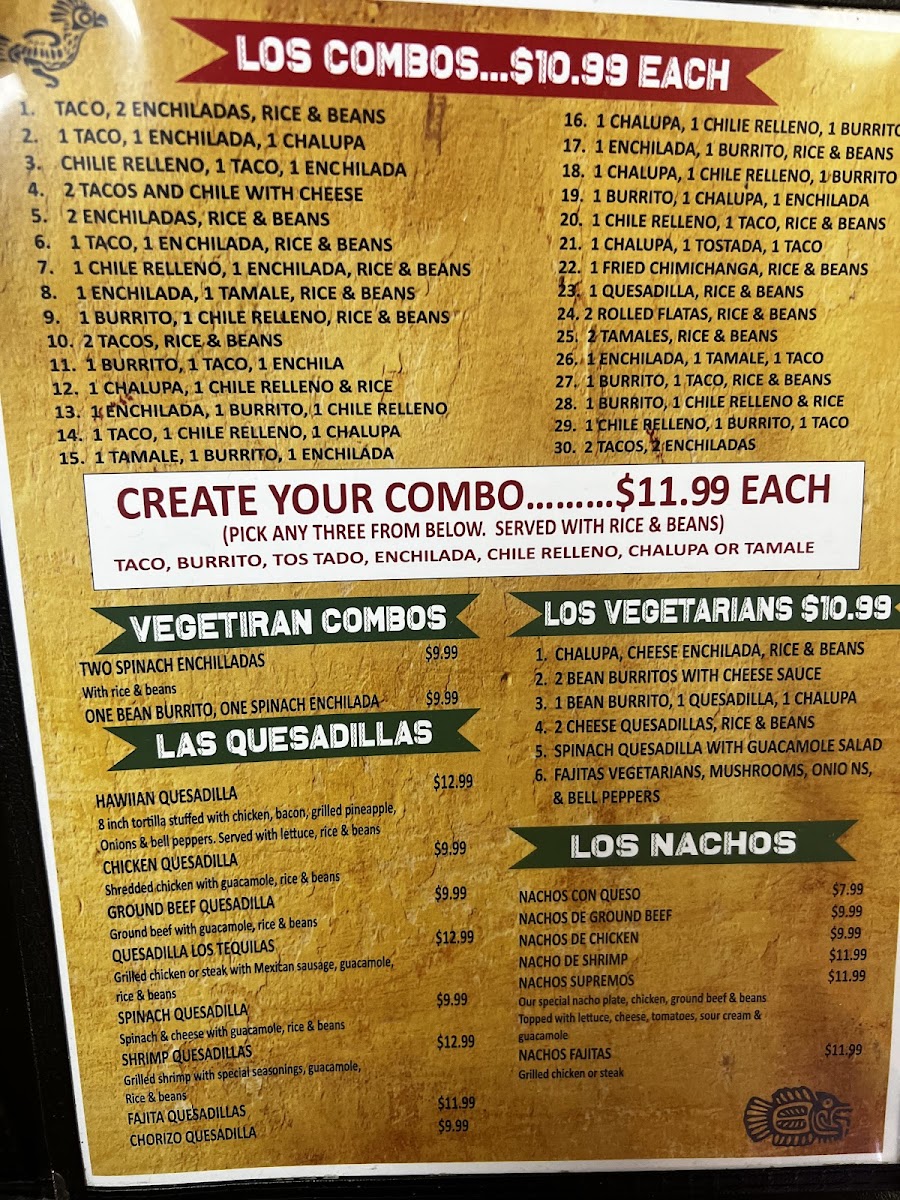 LOS COMBOS...$10.99 EACH
1. TACO, 2 ENCHILADAS, RICE & BEANS
2. 1 TACO, 1 ENCHILADA, 1 CHALUPA
3. CHILIE RELLENO, 1 TACO, 1 ENCHILADA
4. 2 TACOS AND CHILE WITH CHEESE
5. 2 ENCHILADAS, RICE & BEANS
6. 1 TACO, 1 ENCHILADA, RICE & BEANS
7. 1 CHILE RELLENO, 1 ENCHILADA, RICE & BEANS
8. 1 ENCHILADA, 1 TAMALE, RICE & BEANS
9. 1 BURRITO, 1 CHILE RELLENO, RICE & BEANS
10. 2 TACOS, RICE & BEANS
11. 1 BURRITO, 1 TACO, 1 ENCHILA
12. 1 CHALUPA, 1 CHILE RELLENO & RICE
13. 1 ENCHILADA, 1 BURRITO, 1 CHILE RELLENO
14. 1 TACO, 1 CHILE RELLENO, 1 CHALUPA
15. 1 TAMALE, 1 BURRITO, 1 ENCHILADA
16. 1 CHALUPA, 1 CHILIE RELLENO, 1 BURRITO
17. 1 ENCHILADA, 1 BURRITO, RICE & BEANS
18. 1 CHALUPA, 1 CHILE RELLENO, 1 BURRITO
19. 1 BURRITO, 1 CHALUPA, 1 ENCHILADA
20. 1 CHILE RELLENO, 1 TACO, RICE & BEANS
21. 1 CHALUPA, 1 TOSTADA, 1 TACO
22. 1 FRIED CHIMICHANGA, RICE & BEANS
23. 1 QUESADILLA, RICE & BEANS
24. 2 ROLLED FLATAS, RICE & BEANS
25. 2 TAMALES, RICE & BEANS
26. 1 ENCHILADA, 1 TAMALE, 1 TACO
27. 1 BURRITO, 1 TACO, RICE & BEANS
28. 1 BURRITO, 1 CHILE RELLENO & RICE
29. 1 CHILE RELLENO, 1 BURRITO, 1 TACO
30. 2 TACOS, 2 ENCHILADAS
CREATE YOUR COMBO.........$11.99 EACH
(PICK ANY THREE FROM BELOW. SERVED WITH RICE & BEANS)
TACO, BURRITO, TOS TADO, ENCHILADA, CHILE RELLENO, CHALUPA OR TAMALE
VEGETIRAN COMBOS
TWO SPINACH ENCHILLADAS $9.99
With rice & beans
ONE BEAN BURRITO, ONE SPINACH ENCHILADA $9.99
LAS QUESADILLAS
HAWIIAN QUESADILLA $12.99
8 inch tortilla stuffed with chicken, bacon, grilled pineapple,
Onions & bell peppers. Served with lettuce, rice & beans
CHICKEN QUESADILLA $9.99
Shredded chicken with guacamole, rice & beans
GROUND BEEF QUESADILLA $9.99
Ground beef with guacamole, rice & beans
QUESADILLA LOS TEQUILAS $12.99
Grilled chicken or steak with Mexican sausage, guacamole,
rice & beans
SPINACH QUESADILLA $9.99
Spinach & cheese with guacamole, rice & beans
SHRIMP QUESADILLAS $12.99
Grilled shrimp with special seasonings, guacamole,
Rice & beans
FAJITA QUESADILLAS $11.99
CHORIZO QUESADILLA $9.99
LOS VEGETARIANS $10.99
1. CHALUPA, CHEESE ENCHILADA, RICE & BEANS
2. 2 BEAN BURRITOS WITH CHEESE SAUCE
3. 1 BEAN BURRITO, 1 QUESADILLA, 1 CHALUPA
4. 2 CHEESE QUESADILLAS, RICE & BEANS
5. SPINACH QUESADILLA WITH GUACAMOLE SALAD
6. FAJITAS VEGETARIANS, MUSHROOMS, ONIO NS,
& BELL PEPPERS
LOS NACHOS
NACHOS CON QUESO $7.99
NACHOS DE GROUND BEEF $9.99
NACHOS DE CHICKEN $9.99
NACHO DE SHRIMP $11.99
NACHOS SUPREMOS $11.99
Our special nacho plate, chicken, ground beef & beans
Topped with lettuce, cheese, tomatoes, sour cream &
guacamole
NACHOS FAJITAS $11.99
Grilled chicken or steak